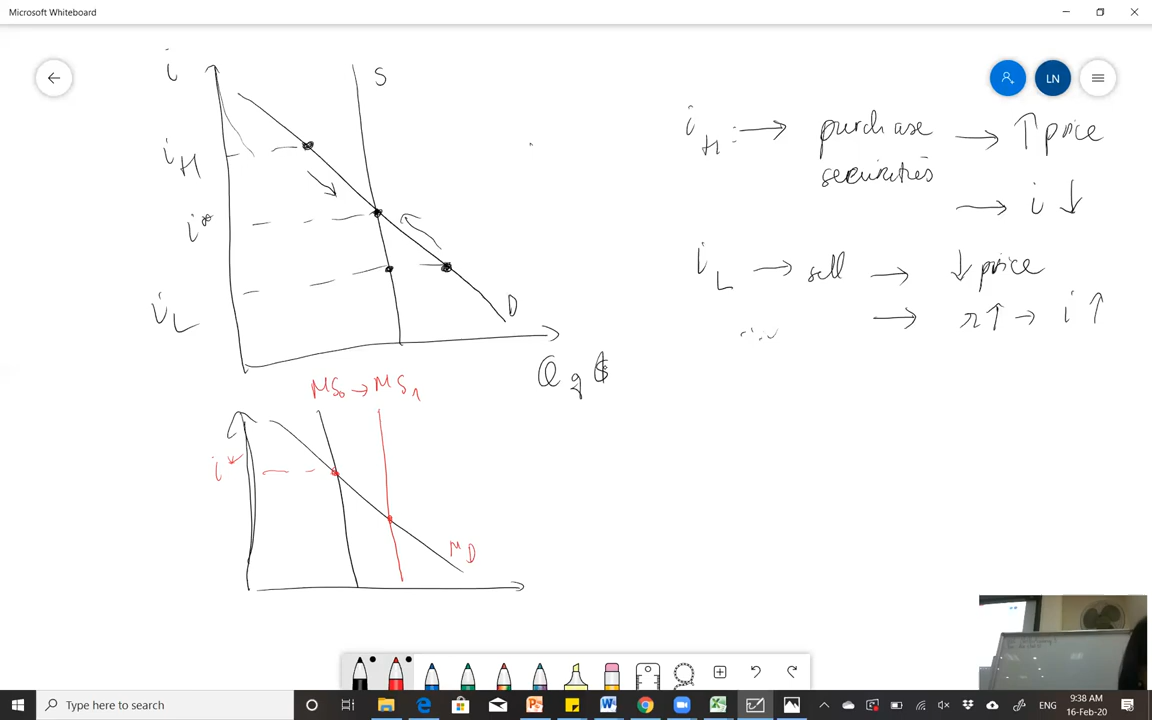 Microsoft Whiteboard
LN
i
S
iH
i*
iL
D
Q of $
iH : → purchase securities → ↑ price
→ i ↓
iL → sell → ↓ price
→ r↑ → i ↑
MS0 → MS1
i*
MD
Type here to search
ENG
9:38 AM
16-Feb-20